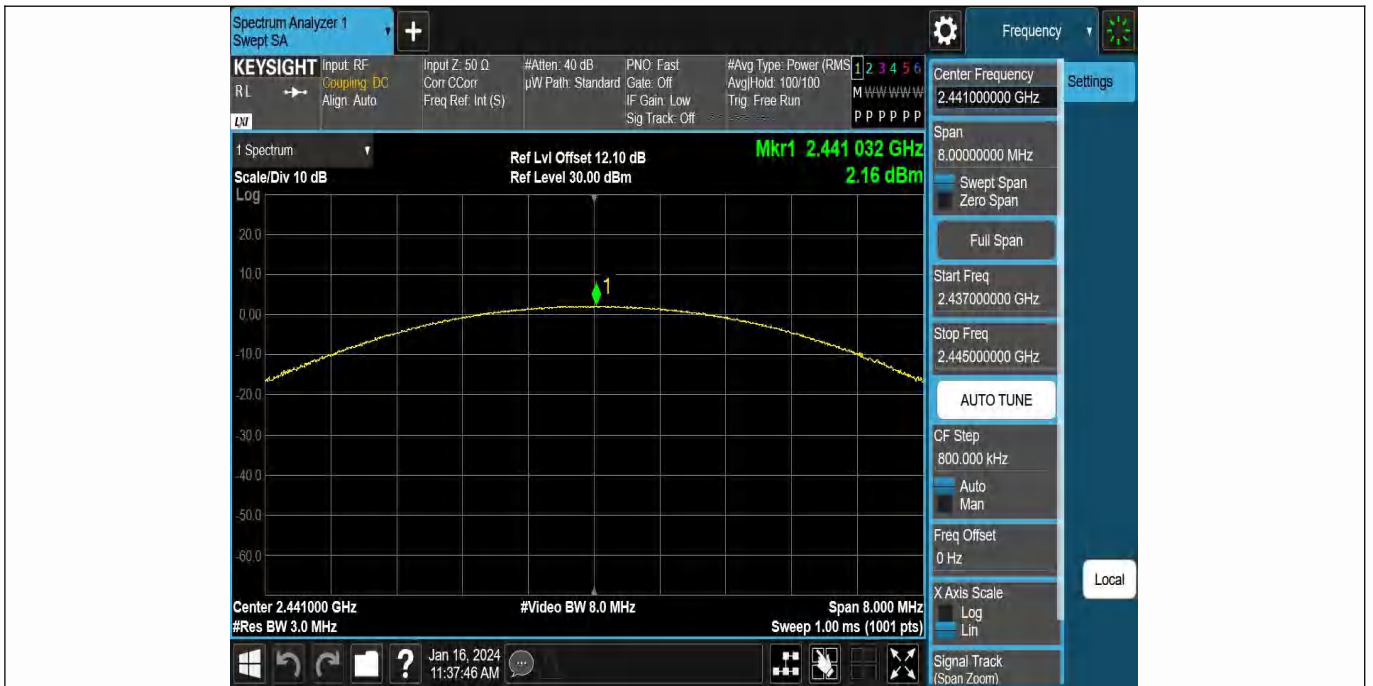 Spectrum Analyzer 1
Swept SA
+
Frequency
KEYSIGHT
RL
LXI
Input: RF
Coupling: DC
Align: Auto
Input Z: 50 Ω
Corr CCorr
Freq Ref: Int (S)
#Atten: 40 dB
µW Path: Standard
PNO: Fast
Gate: Off
IF Gain: Low
Sig Track: Off
#Avg Type: Power (RMS
Avg|Hold: 100/100
Trig: Free Run
1 2 3 4 5 6
M W W W W W
P P P P P P
1 Spectrum
Scale/Div 10 dB
Ref Lvl Offset 12.10 dB
Ref Level 30.00 dBm
Mkr1 2.441 032 GHz
2.16 dBm
Log
20.0
10.0
0.00
-10.0
-20.0
-30.0
-40.0
-50.0
-60.0
1
Center 2.441000 GHz
#Video BW 8.0 MHz
Span 8.000 MHz
#Res BW 3.0 MHz
Sweep 1.00 ms (1001 pts)
Center Frequency
2.441000000 GHz
Settings
Span
8.00000000 MHz
Swept Span
Zero Span
Full Span
Start Freq
2.437000000 GHz
Stop Freq
2.445000000 GHz
AUTO TUNE
CF Step
800.000 kHz
Auto
Man
Freq Offset
0 Hz
X Axis Scale
Log
Lin
Local
Signal Track
(Span Zoom)
?
Jan 16, 2024
11:37:46 AM